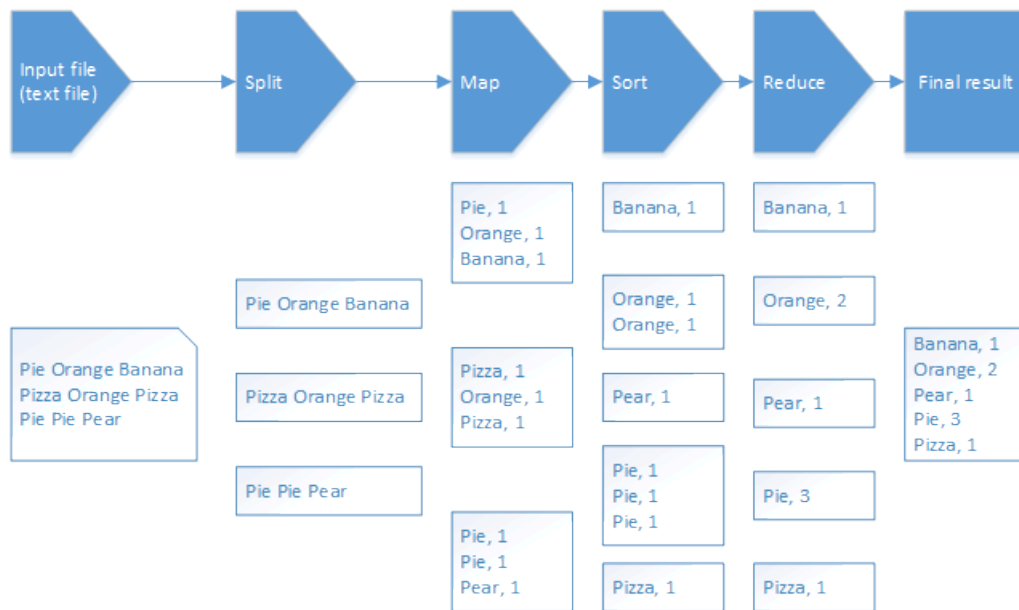 Input file
(text file)
Split
Map
Sort
Reduce
Final result
Pie Orange Banana
Pizza Orange Pizza
Pie Pie Pear
Pie Orange Banana
Pizza Orange Pizza
Pie Pie Pear
Pie, 1
Orange, 1
Banana, 1
Pizza, 1
Orange, 1
Pizza, 1
Pie, 1
Pie, 1
Pear, 1
Banana, 1
Orange, 1
Orange, 1
Pear, 1
Pie, 1
Pie, 1
Pie, 1
Pizza, 1
Banana, 1
Orange, 2
Pear, 1
Pie, 3
Pizza, 1
Banana, 1
Orange, 2
Pear, 1
Pie, 3
Pizza, 1